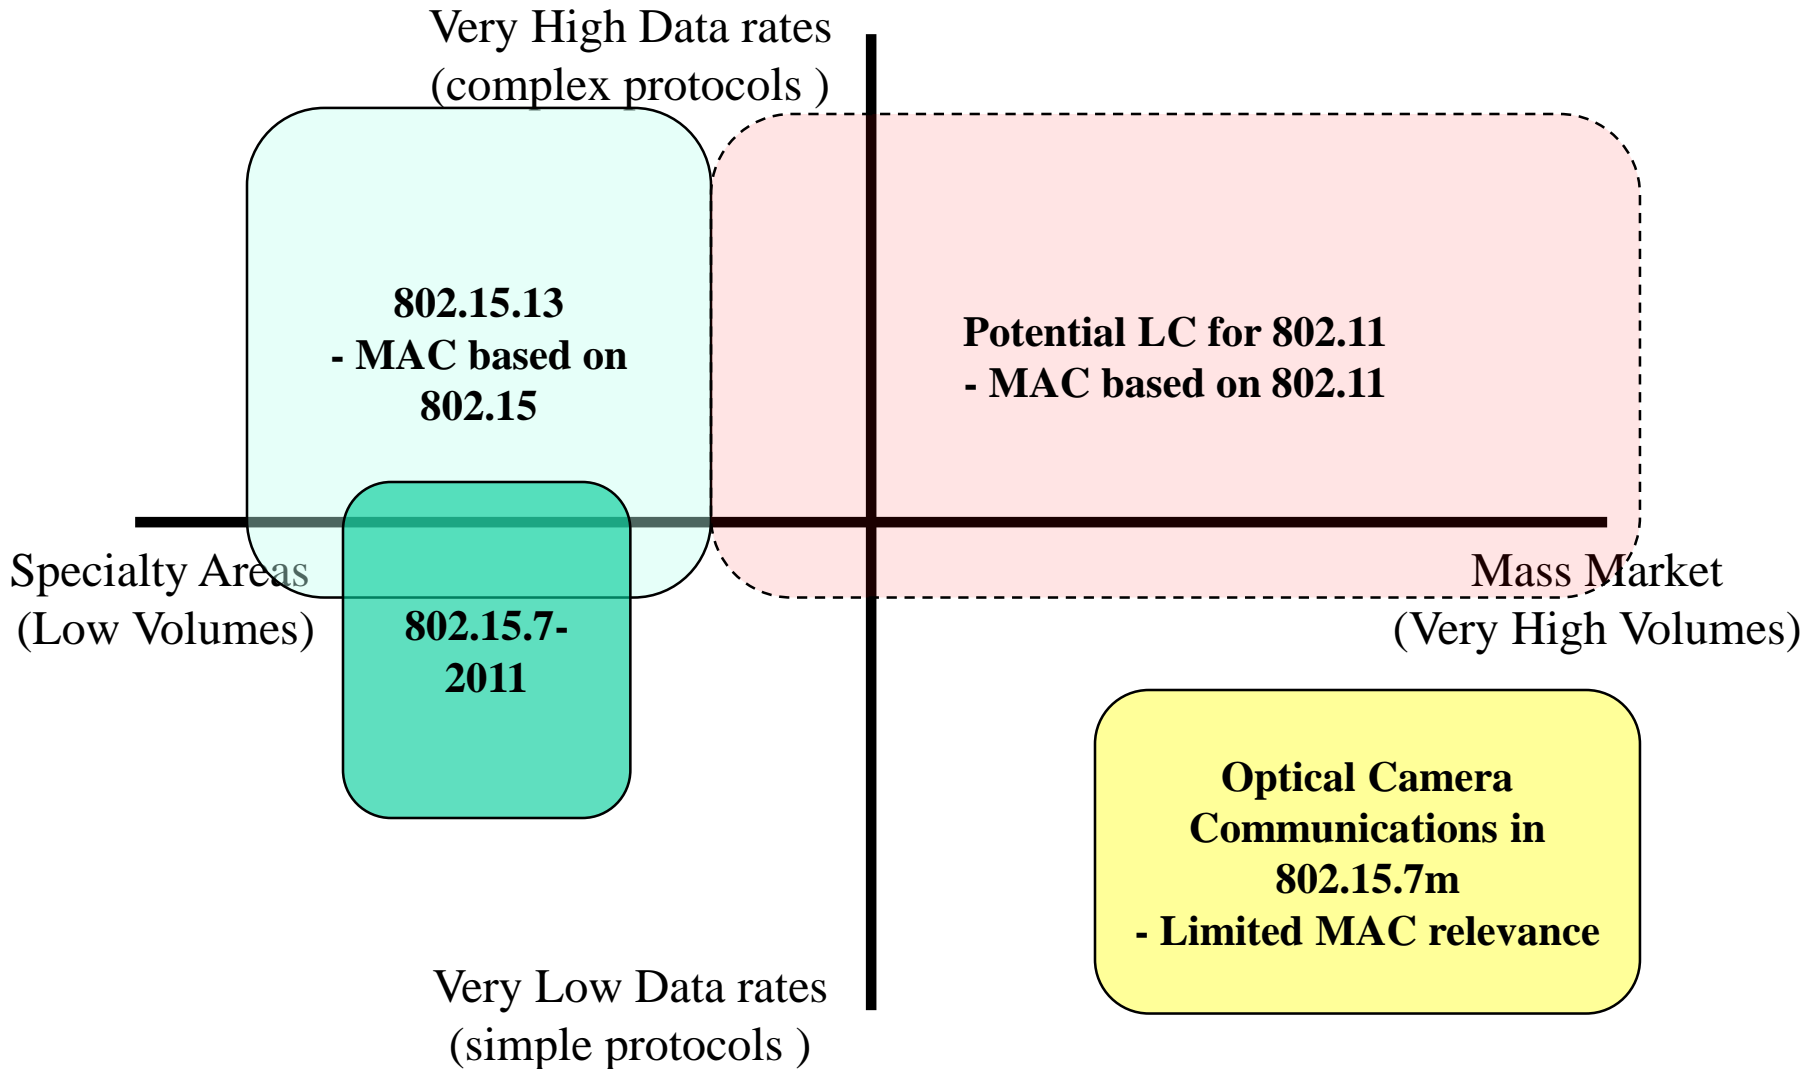 Very High Data rates
(complex protocols )
802.15.13
- MAC based on
802.15
Potential LC for 802.11
- MAC based on 802.11
Specialty Areas
(Low Volumes)
Mass Market
(Very High Volumes)
802.15.7-
2011
Optical Camera
Communications in
802.15.7m
- Limited MAC relevance
Very Low Data rates
(simple protocols )